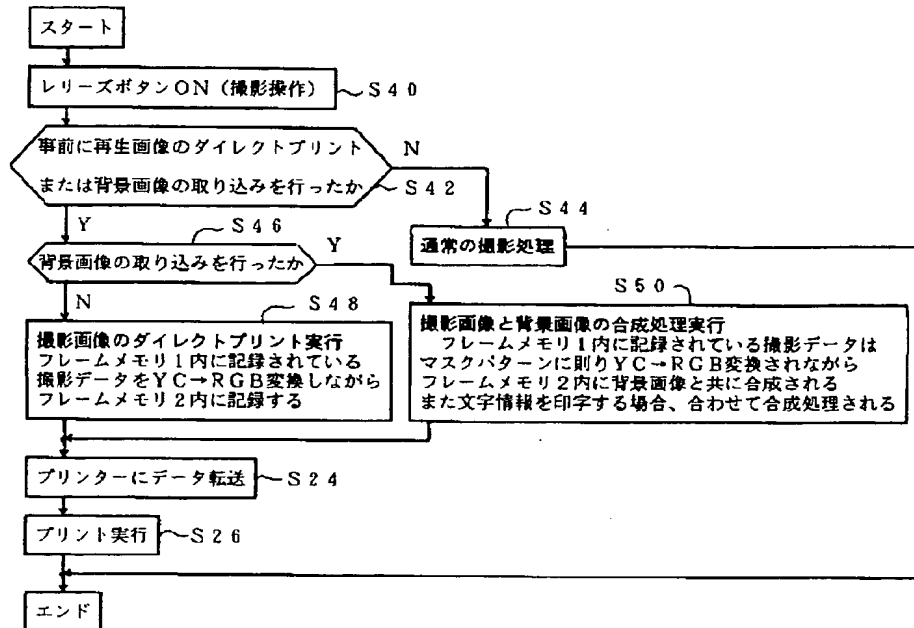 スタート
レリーズボタンON(撮影操作)
S40
事前に再生画像のダイレクトプリント
または背景画像の取り込みを行ったか
N
S42
Y
S46
S44
背景画像の取り込みを行ったか
Y
通常の撮影処理
N
S48
S50
撮影画像のダイレクトプリント実行
フレームメモリ1内に記録されている
撮影データをYC→RGB変換しながら
フレームメモリ2内に記録する
撮影画像と背景画像の合成処理実行
フレームメモリ1内に記録されている撮影データは
マスクパターンに則りYC→RGB変換されながら
フレームメモリ2内に背景画像と共に合成される
また文字情報を印字する場合、合わせて合成処理される
プリンターにデータ転送
S24
プリント実行
S26
エンド